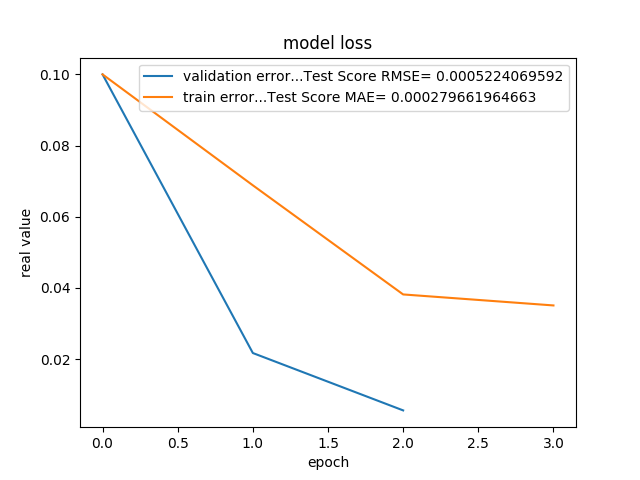 model loss
validation error...Test Score RMSE= 0.0005224069592
train error...Test Score MAE= 0.000279661964663
0.10
0.08
0.06
0.04
0.02
real value
0.0 0.5 1.0 1.5 2.0 2.5 3.0
epoch